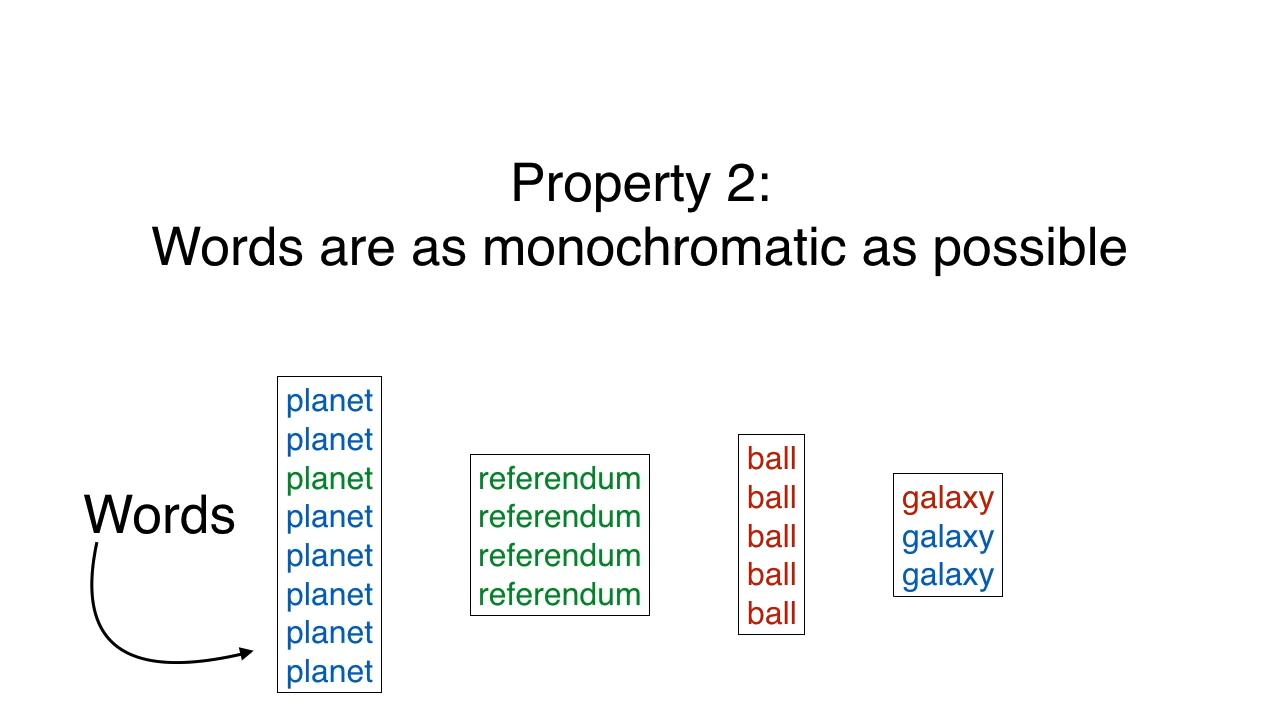 Property 2:
Words are as monochromatic as possible
Words
planet
planet
planet
planet
planet
planet
planet
planet
referendum
referendum
referendum
referendum
ball
ball
ball
ball
ball
galaxy
galaxy
galaxy